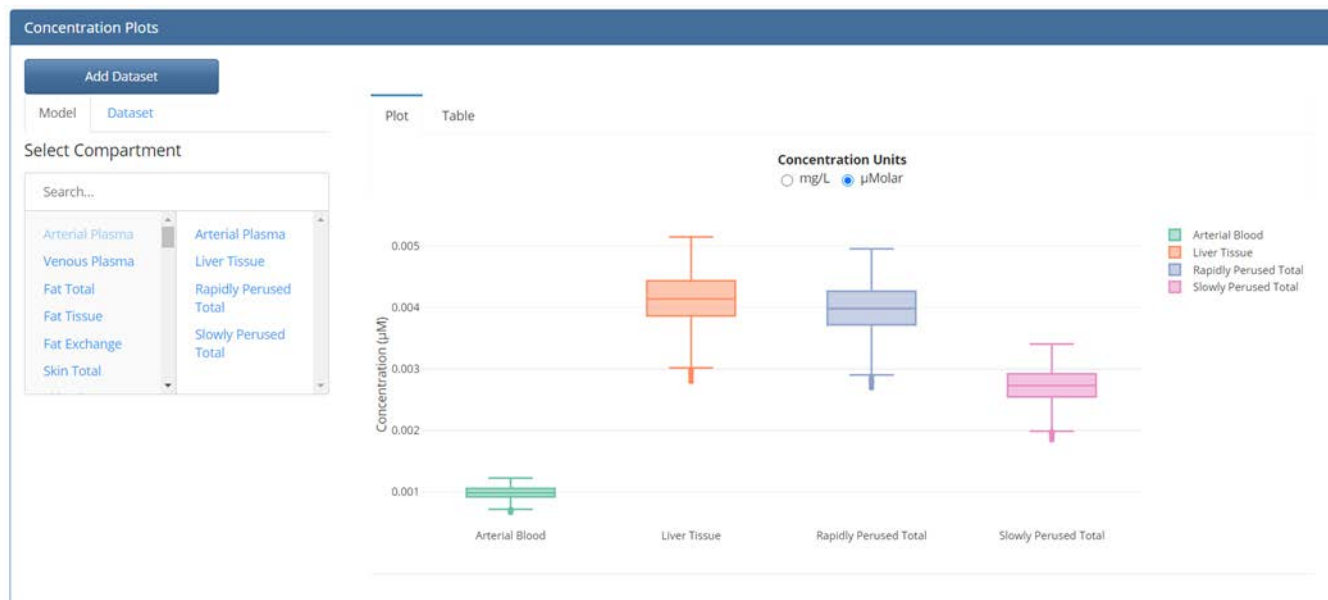 Concentration Plots
Add Dataset
Model
Dataset
Select Compartment
Search...
Arterial Plasma
Venous Plasma
Fat Total
Fat Tissue
Fat Exchange
Skin Total
Arterial Plasma
Liver Tissue
Rapidly Perused
Total
Slowly Perused
Total
Plot
Table
Concentration Units
mg/L
µMolar
Concentration (µM)
0.005
0.004
0.003
0.002
0.001
Arterial Blood
Liver Tissue
Rapidly Perused Total
Slowly Perused Total
Arterial Blood
Liver Tissue
Rapidly Perused Total
Slowly Perused Total